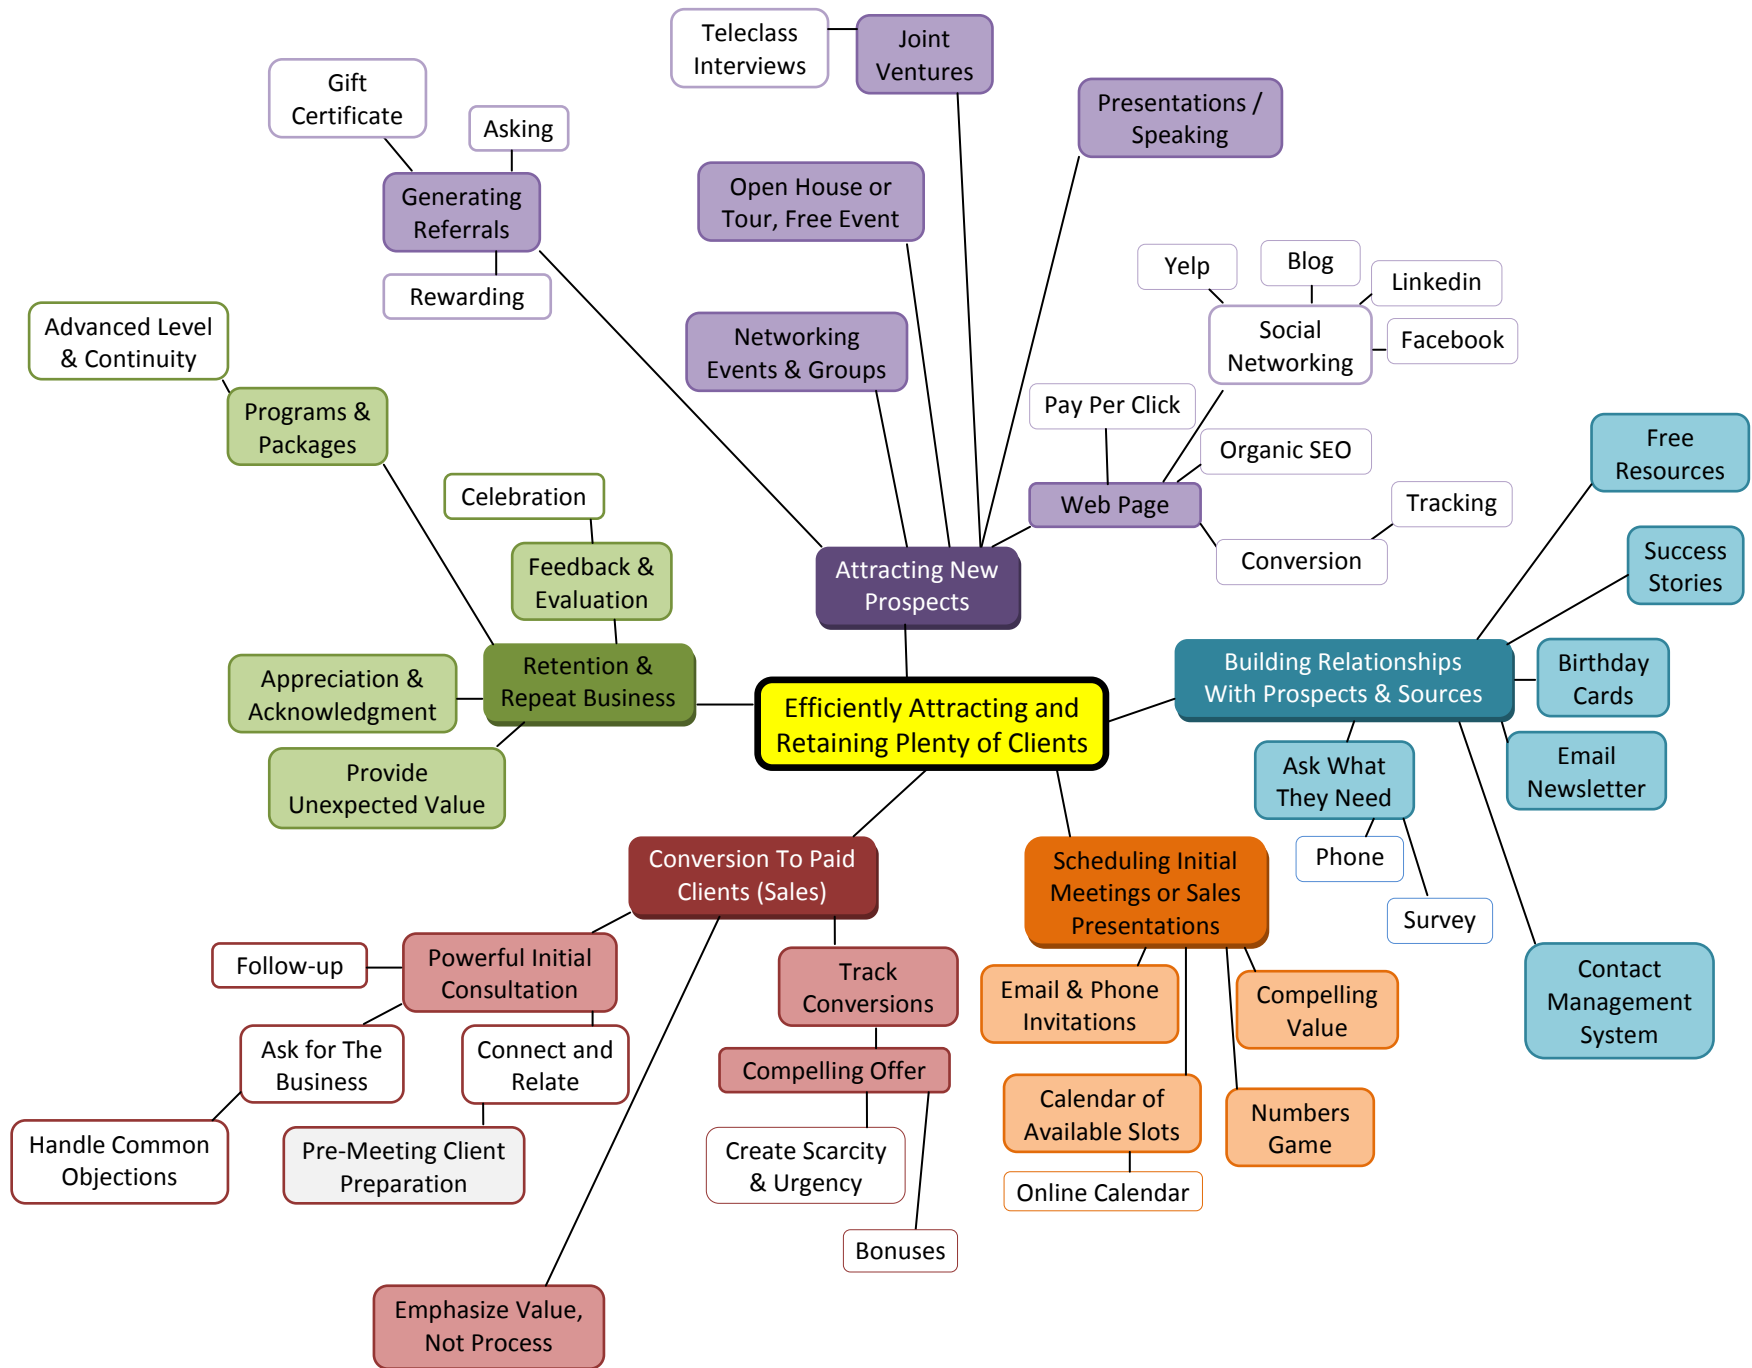 Teleclass
Interviews
Joint
Ventures
Gift
Certificate
Asking
Presentations /
Speaking
Generating
Referrals
Open House or
Tour, Free Event
Rewarding
Yelp
Blog
Linkedin
Social
Networking
Facebook
Advanced Level
& Continuity
Networking
Events & Groups
Programs &
Packages
Pay Per Click
Organic SEO
Free
Resources
Celebration
Web Page
Tracking
Feedback &
Evaluation
Attracting New
Prospects
Conversion
Success
Stories
Appreciation &
Acknowledgment
Retention &
Repeat Business
Building Relationships
With Prospects & Sources
Birthday
Cards
Efficiently Attracting and
Retaining Plenty of Clients
Provide
Unexpected Value
Ask What
They Need
Email
Newsletter
Conversion To Paid
Clients (Sales)
Scheduling Initial
Meetings or Sales
Presentations
Phone
Survey
Follow-up
Powerful Initial
Consultation
Track
Conversions
Email & Phone
Invitations
Compelling
Value
Contact
Management
System
Ask for The
Business
Connect and
Relate
Compelling Offer
Calendar of
Available Slots
Numbers
Game
Handle Common
Objections
Pre-Meeting Client
Preparation
Create Scarcity
& Urgency
Online Calendar
Bonuses
Emphasize Value,
Not Process